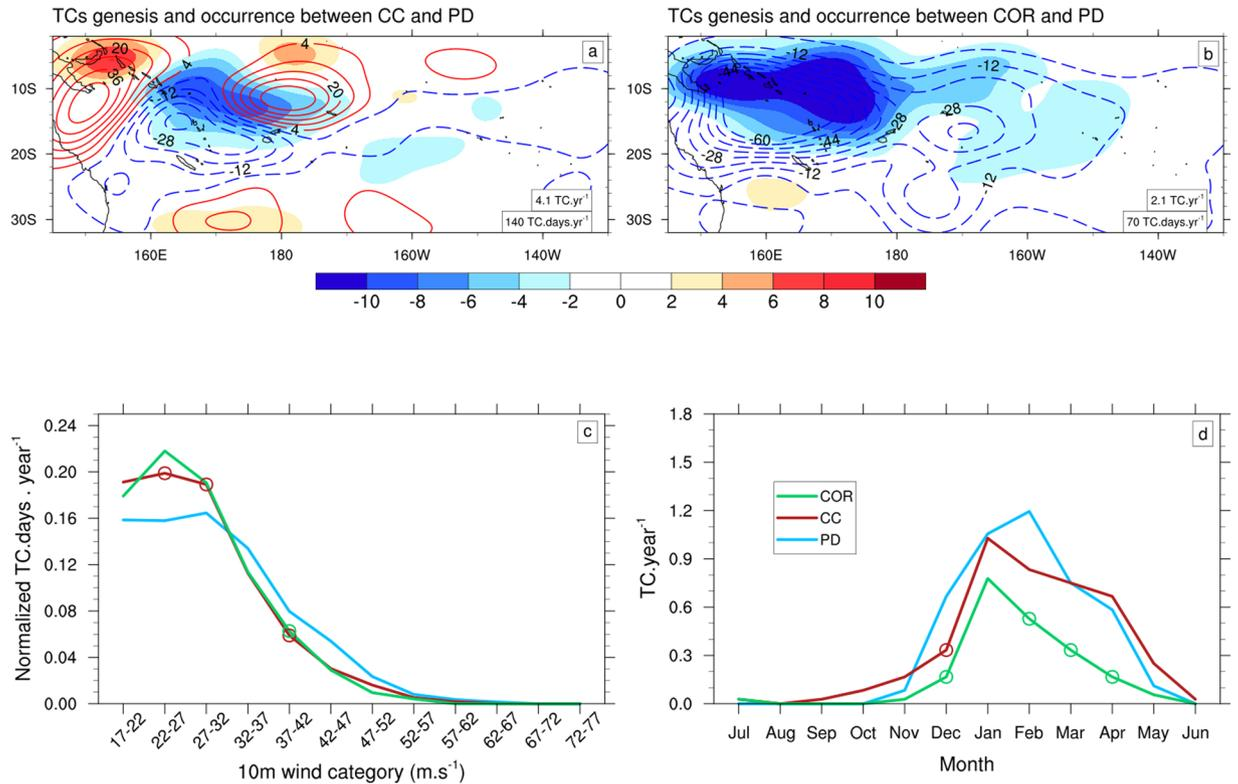 TCs genesis and occurrence between CC and PD
TCs genesis and occurrence between COR and PD
a
20
36
4
4
12
20
-28
4
-12
4.1 TC.yr⁻¹
140 TC.days.yr⁻¹
10S
20S
30S
160E
180
160W
140W
b
-12
-44
-12
-28
-28
-60
-44
-28
-12
-12
2.1 TC.yr⁻¹
70 TC.days.yr⁻¹
10S
20S
30S
160E
180
160W
140W
-10 -8 -6 -4 -2 0 2 4 6 8 10
c
Normalized TC.days . year⁻¹
0.24
0.20
0.16
0.12
0.08
0.04
0.00
17-22 22-27 27-32 32-37 37-42 42-47 47-52 52-57 57-62 62-67 67-72 72-77
10m wind category (m.s⁻¹)
d
TC.year⁻¹
1.8
1.5
1.2
0.9
0.6
0.3
0.0
COR
CC
PD
Jul Aug Sep Oct Nov Dec Jan Feb Mar Apr May Jun
Month